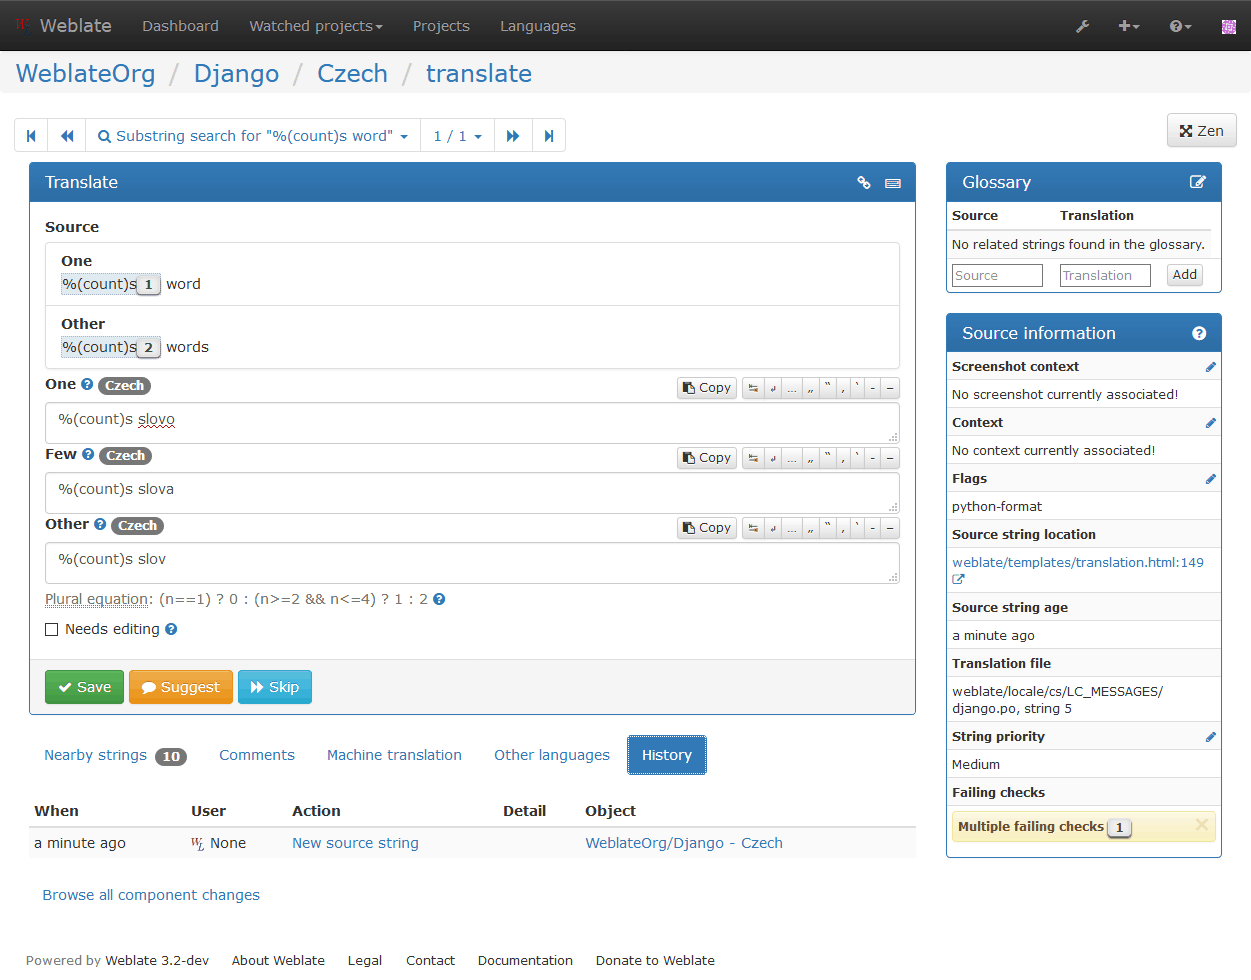 Weblate Dashboard Watched projects Projects Languages
WeblateOrg / Django / Czech / translate
Substring search for "%(count)s word" 1 / 1
Zen
Translate
Source
One
%(count)s 1 word
Other
%(count)s 2 words
One Czech Copy ↹ ↲ … „ “ ‚ ‘ - –
%(count)s slovo
Few Czech Copy ↹ ↲ … „ “ ‚ ‘ - –
%(count)s slova
Other Czech Copy ↹ ↲ … „ “ ‚ ‘ - –
%(count)s slov
Plural equation: (n==1) ? 0 : (n>=2 && n<=4) ? 1 : 2
Needs editing
Save Suggest Skip
Glossary
Source Translation
No related strings found in the glossary.
Source Translation Add
Source information
Screenshot context
No screenshot currently associated!
Context
No context currently associated!
Flags
python-format
Source string location
weblate/templates/translation.html:149
Source string age
a minute ago
Translation file
weblate/locale/cs/LC_MESSAGES/
django.po, string 5
String priority
Medium
Failing checks
Multiple failing checks 1
Nearby strings 10 Comments Machine translation Other languages History
When User Action Detail Object
a minute ago None New source string WeblateOrg/Django - Czech
Browse all component changes
Powered by Weblate 3.2-dev About Weblate Legal Contact Documentation Donate to Weblate